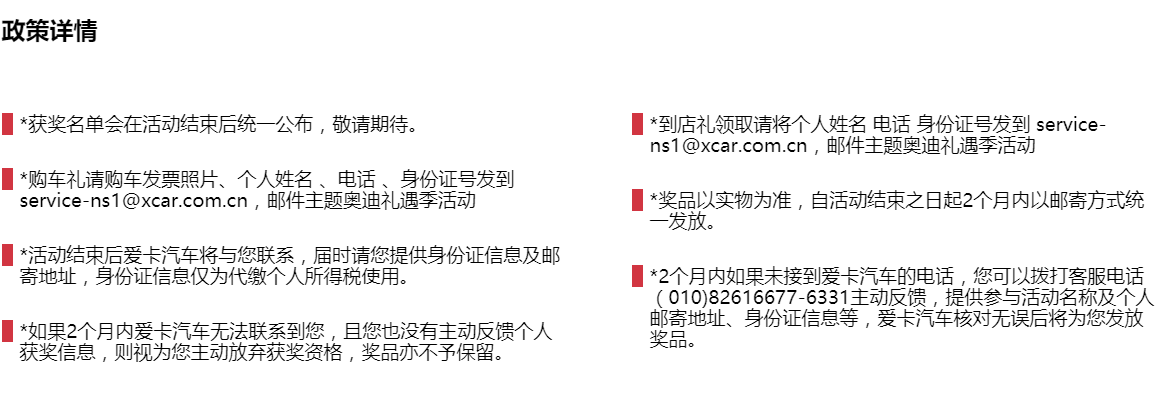 政策详情
*获奖名单会在活动结束后统一公布，敬请期待。
*购车礼请购车发票照片、个人姓名 、电话 、身份证号发到
service-ns1@xcar.com.cn，邮件主题奥迪礼遇季活动
*活动结束后爱卡汽车将与您联系，届时请您提供身份证信息及邮
寄地址，身份证信息仅为代缴个人所得税使用。
*如果2个月内爱卡汽车无法联系到您，且您也没有主动反馈个人
获奖信息，则视为您主动放弃获奖资格，奖品亦不予保留。
*到店礼领取请将个人姓名 电话 身份证号发到 service-
ns1@xcar.com.cn，邮件主题奥迪礼遇季活动
*奖品以实物为准，自活动结束之日起2个月内以邮寄方式统
一发放。
*2个月内如果未接到爱卡汽车的电话，您可以拨打客服电话
（010)82616677-6331主动反馈，提供参与活动名称及个人
邮寄地址、身份证信息等，爱卡汽车核对无误后将为您发放
奖品。